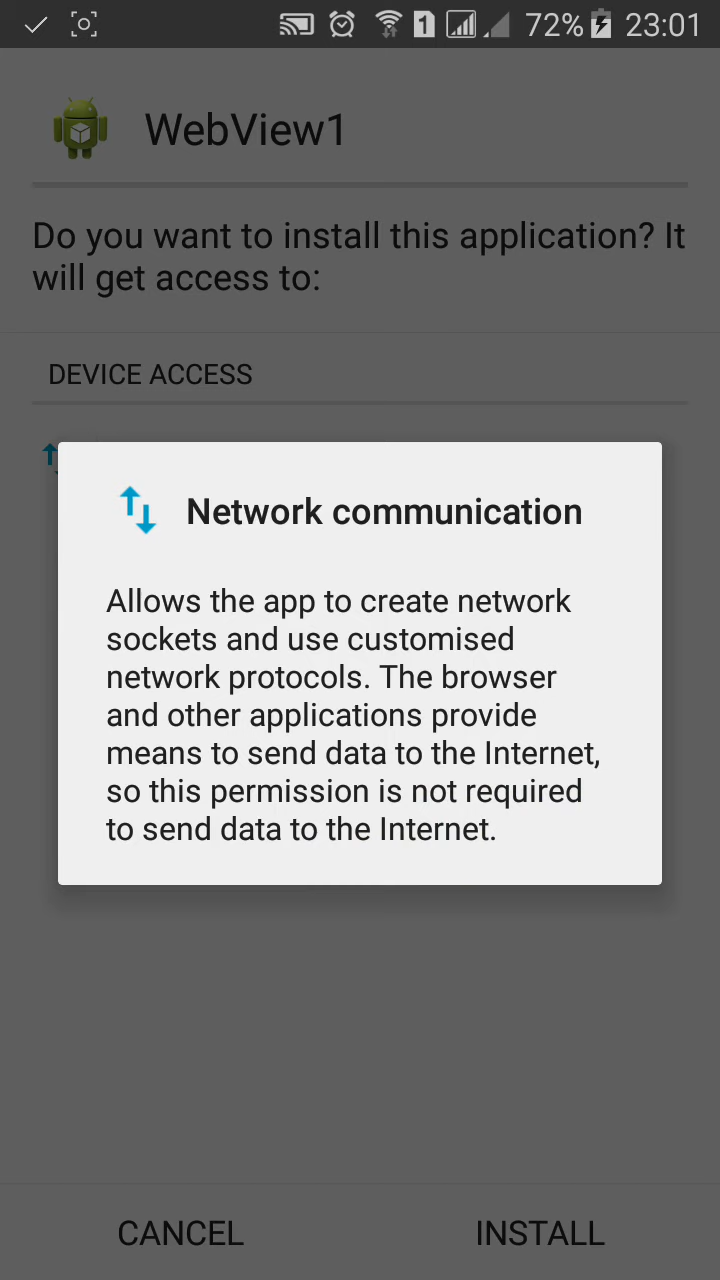 1 72% 23:01
WebView1
Do you want to install this application? It
will get access to:
DEVICE ACCESS
Network communication
Allows the app to create network
sockets and use customised
network protocols. The browser
and other applications provide
means to send data to the Internet,
so this permission is not required
to send data to the Internet.
CANCEL INSTALL